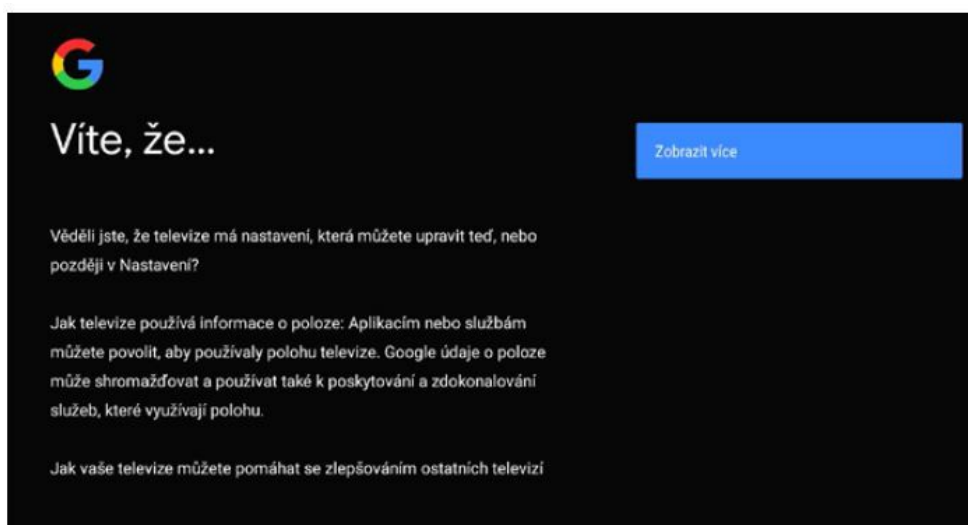 Víte, že...
Zobrazit více
Věděli jste, že televize má nastavení, která můžete upravit teď, nebo
později v Nastavení?
Jak televize používá informace o poloze: Aplikacím nebo službám
můžete povolit, aby používaly polohu televize. Google údaje o poloze
může shromažďovat a používat také k poskytování a zdokonalování
služeb, které využívají polohu.
Jak vaše televize můžete pomáhat se zlepšováním ostatních televizí